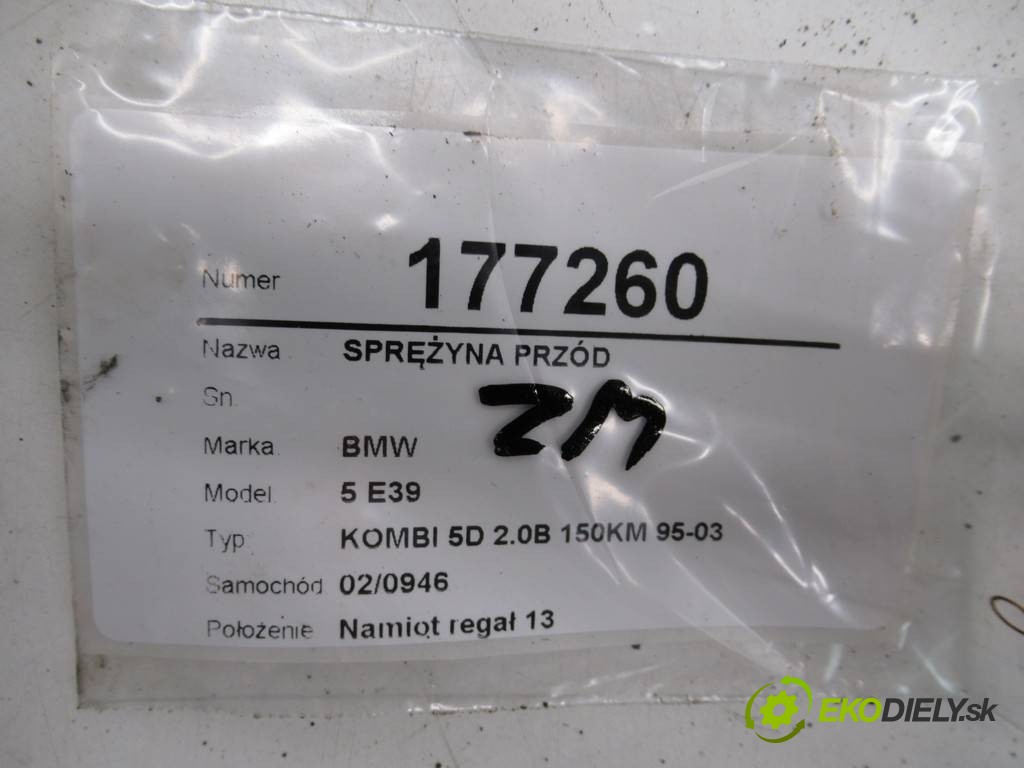 Numer 177260
Nazwa SPRĘŻYNA PRZÓD
Sn.
ZM
Marka BMW
Model 5 E39
Typ KOMBI 5D 2.0B 150KM 95-03
Samochód 02/0946
Położenie Namiot regał 13
EKODIELY.sk